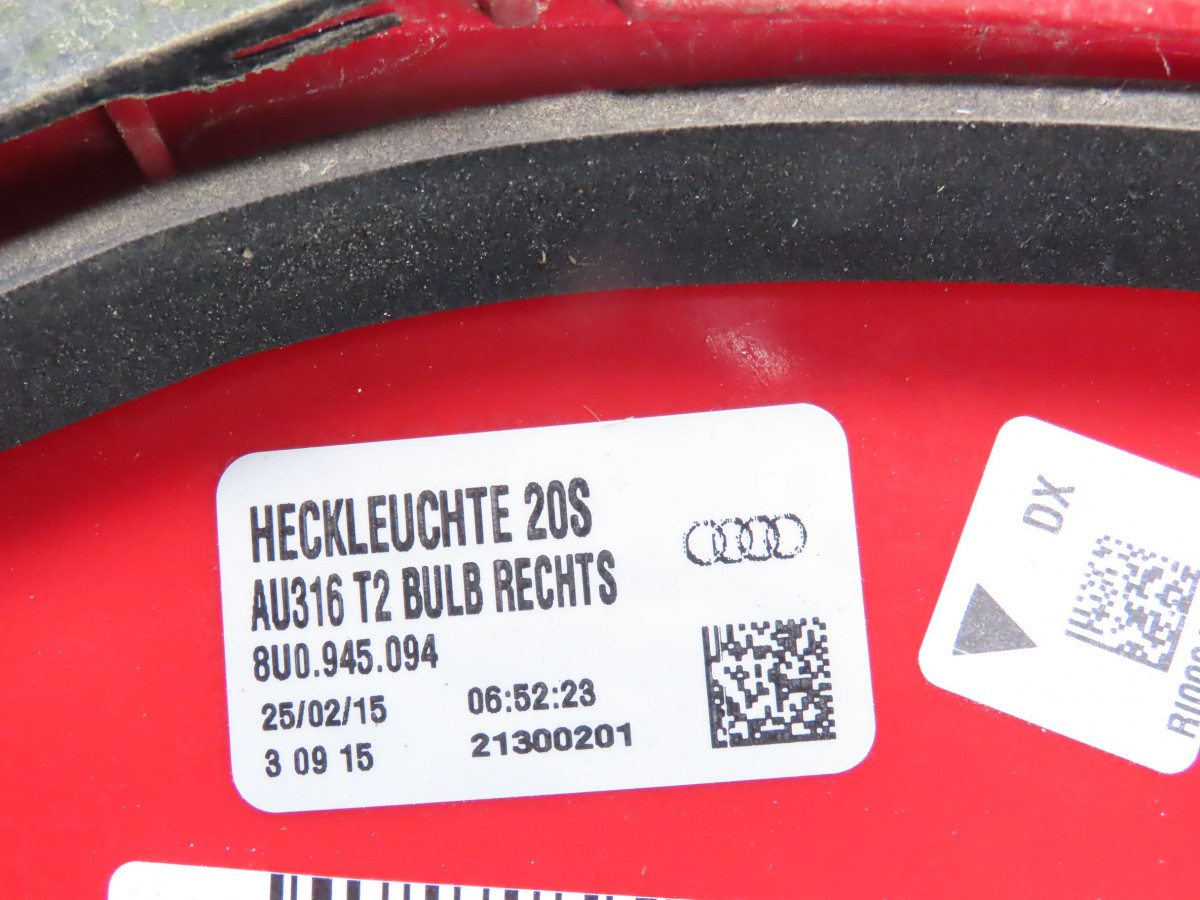 HECKLEUCHTE 20S
AU316 T2 BULB RECHTS
8U0.945.094
25/02/15 06:52:23
3 09 15 21300201
DX